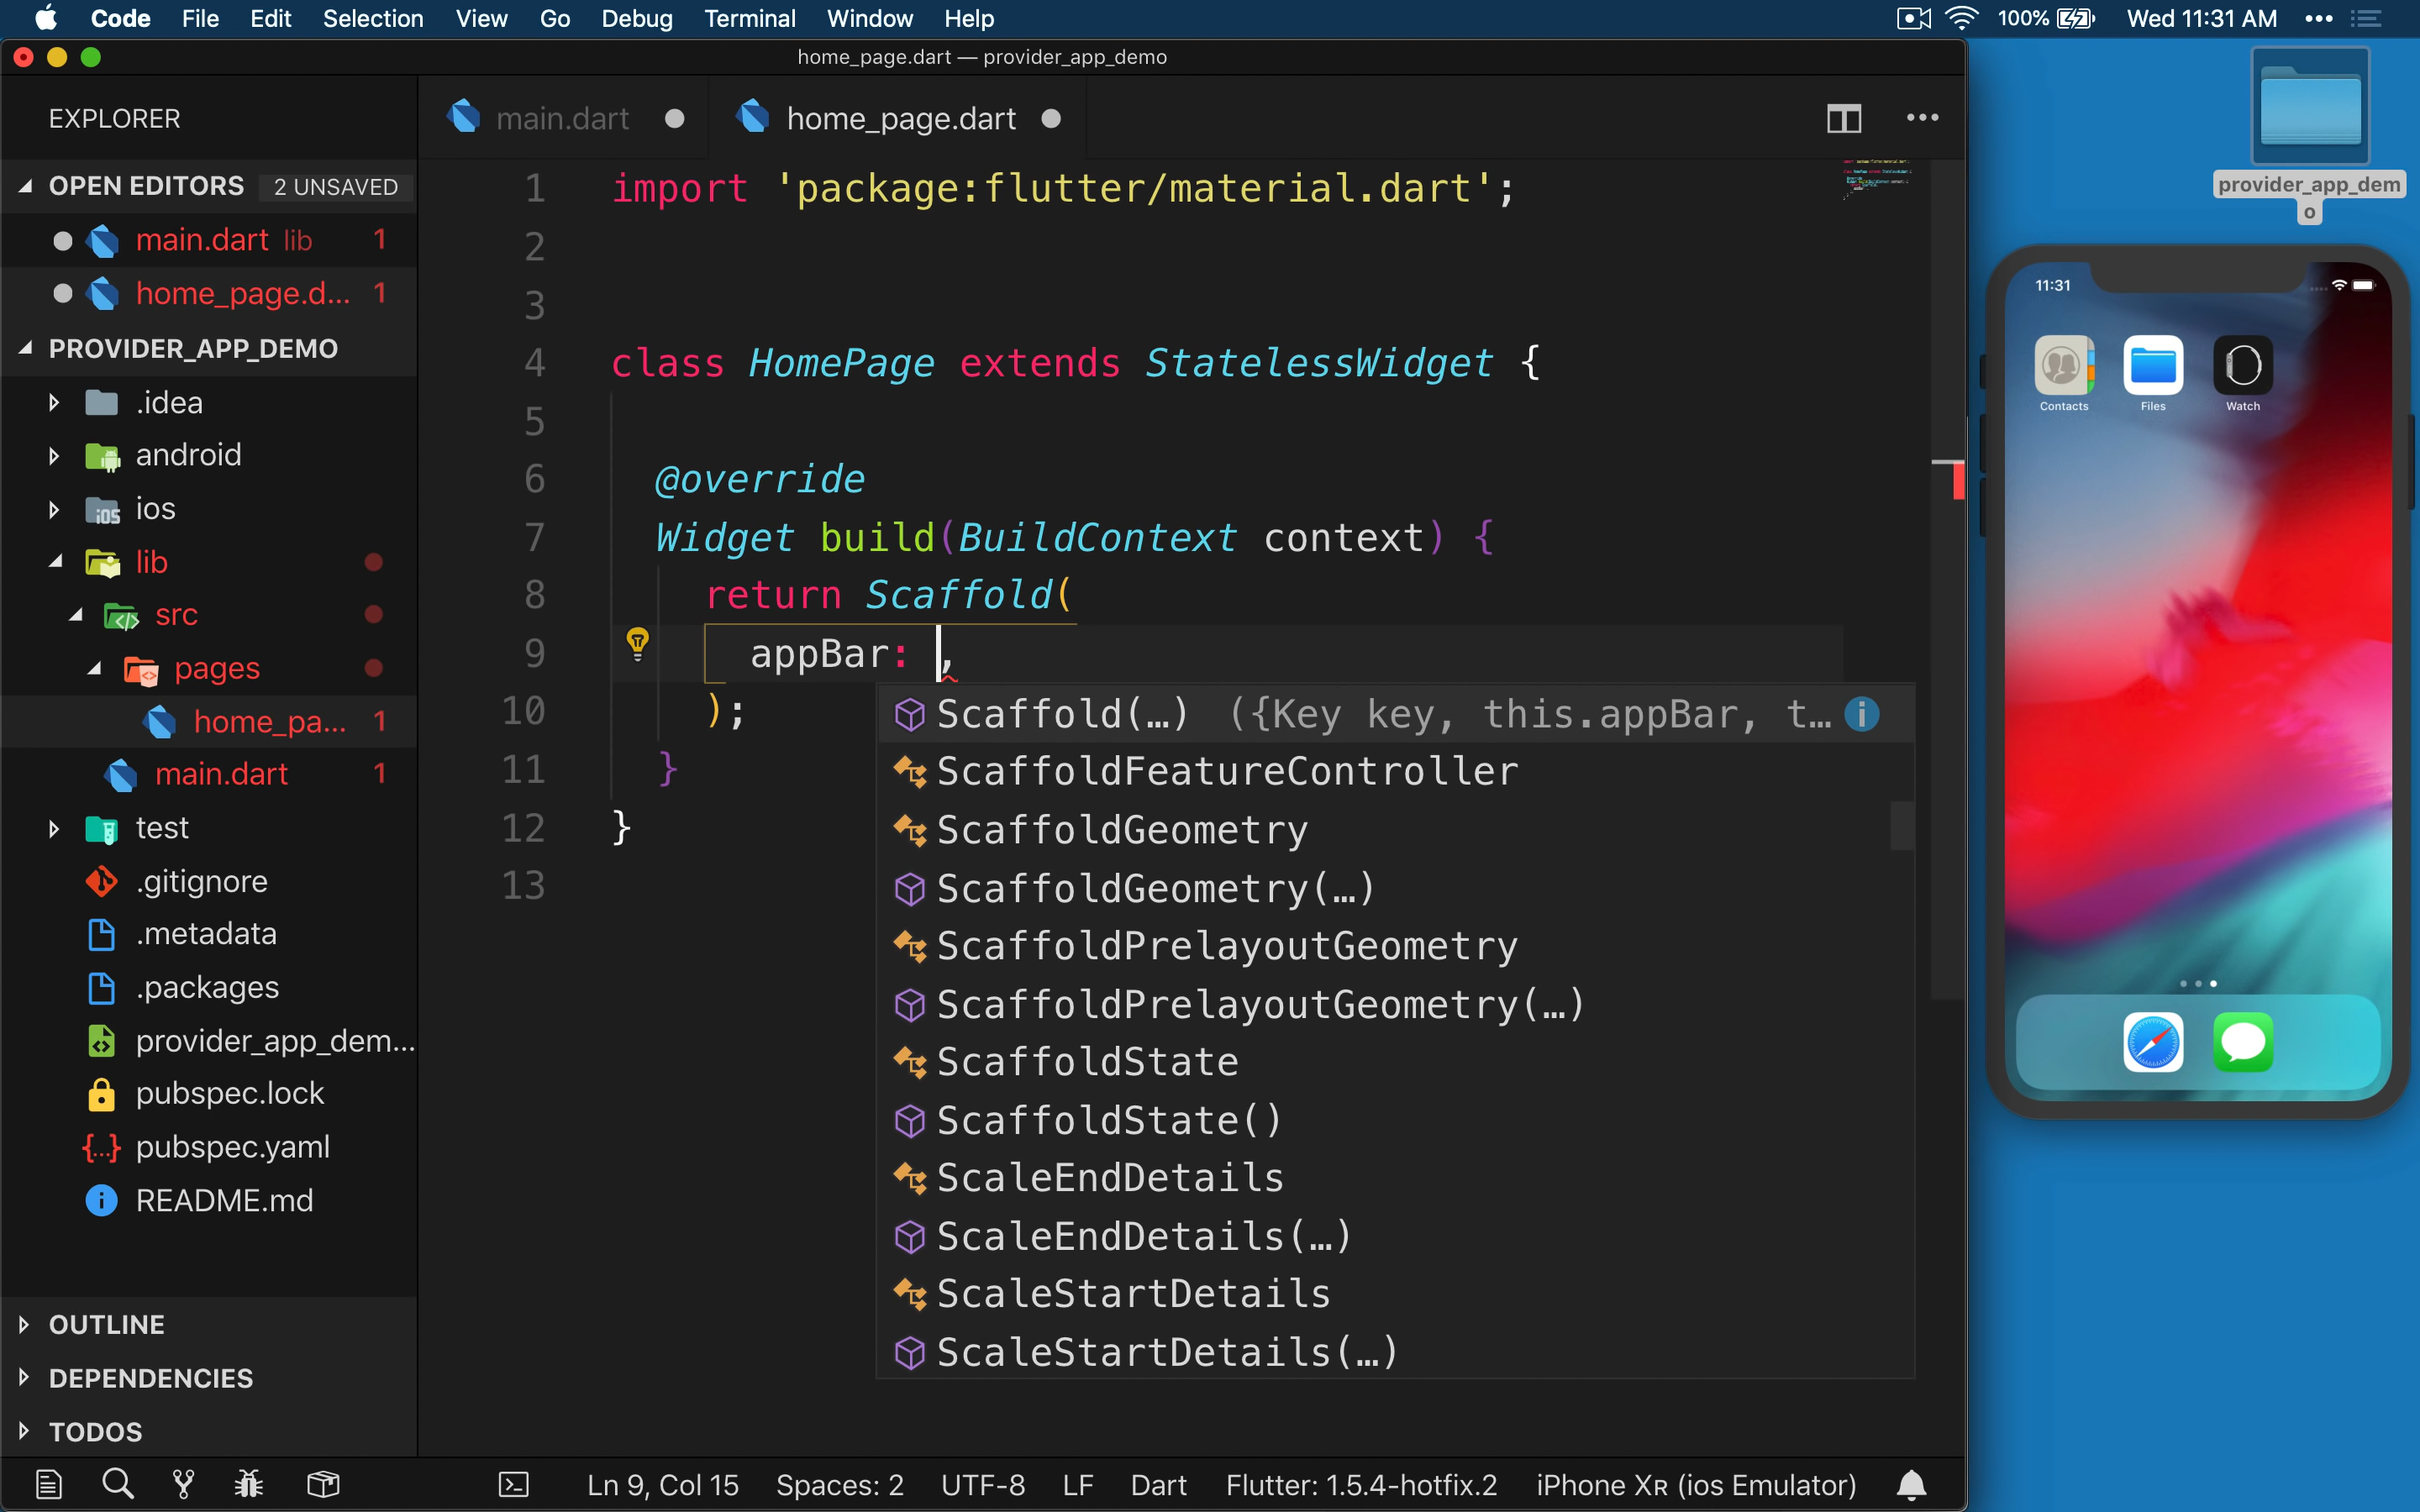 Code File Edit Selection View Go Debug Terminal Window Help 100% Wed 11:31 AM
home_page.dart — provider_app_demo
EXPLORER
OPEN EDITORS 2 UNSAVED
main.dart lib 1
home_page.d... 1
PROVIDER_APP_DEMO
.idea
android
ios
lib
src
pages
home_pa... 1
main.dart 1
test
.gitignore
.metadata
.packages
provider_app_dem...
pubspec.lock
pubspec.yaml
README.md
OUTLINE
DEPENDENCIES
TODOS
main.dart home_page.dart
1 import 'package:flutter/material.dart';
2
3
4 class HomePage extends StatelessWidget {
5
6 @override
7 Widget build(BuildContext context) {
8 return Scaffold(
9 appBar: ,
10 );
11 }
12 }
13
Scaffold(…) ({Key key, this.appBar, t…
ScaffoldFeatureController
ScaffoldGeometry
ScaffoldGeometry(…)
ScaffoldPrelayoutGeometry
ScaffoldPrelayoutGeometry(…)
ScaffoldState
ScaffoldState()
ScaleEndDetails
ScaleEndDetails(…)
ScaleStartDetails
ScaleStartDetails(…)
Ln 9, Col 15 Spaces: 2 UTF-8 LF Dart Flutter: 1.5.4-hotfix.2 iPhone Xʀ (ios Emulator)
provider_app_dem
o
11:31
Contacts Files Watch